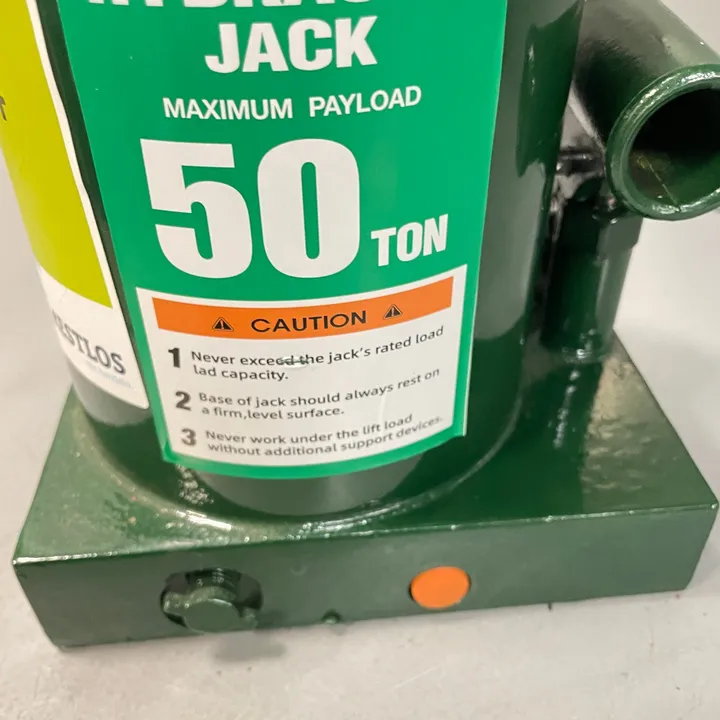 JACK
MAXIMUM PAYLOAD
50 TON
CAUTION
1 Never exceed the jack's rated load
lad capacity.
2 Base of jack should always rest on
a firm,level surface.
3 Never work under the lift load
without additional support devices.